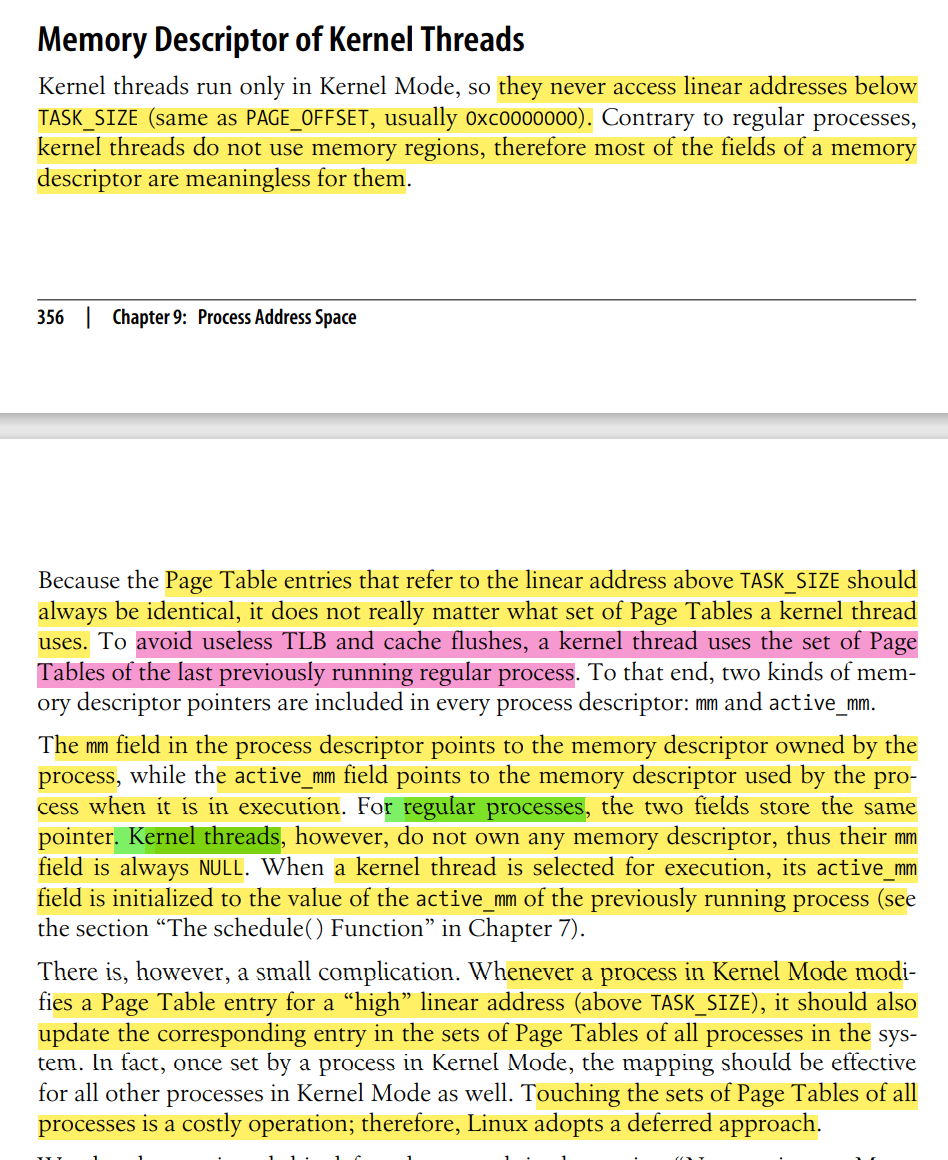 Memory Descriptor of Kernel Threads
Kernel threads run only in Kernel Mode, so they never access linear addresses below
TASK_SIZE (same as PAGE_OFFSET, usually 0xc0000000). Contrary to regular processes,
kernel threads do not use memory regions, therefore most of the fields of a memory
descriptor are meaningless for them.
356 | Chapter 9: Process Address Space
Because the Page Table entries that refer to the linear address above TASK_SIZE should
always be identical, it does not really matter what set of Page Tables a kernel thread
uses. To avoid useless TLB and cache flushes, a kernel thread uses the set of Page
Tables of the last previously running regular process. To that end, two kinds of mem-
ory descriptor pointers are included in every process descriptor: mm and active_mm.
The mm field in the process descriptor points to the memory descriptor owned by the
process, while the active_mm field points to the memory descriptor used by the pro-
cess when it is in execution. For regular processes, the two fields store the same
pointer. Kernel threads, however, do not own any memory descriptor, thus their mm
field is always NULL. When a kernel thread is selected for execution, its active_mm
field is initialized to the value of the active_mm of the previously running process (see
the section “The schedule( ) Function” in Chapter 7).
There is, however, a small complication. Whenever a process in Kernel Mode modi-
fies a Page Table entry for a “high” linear address (above TASK_SIZE), it should also
update the corresponding entry in the sets of Page Tables of all processes in the sys-
tem. In fact, once set by a process in Kernel Mode, the mapping should be effective
for all other processes in Kernel Mode as well. Touching the sets of Page Tables of all
processes is a costly operation; therefore, Linux adopts a deferred approach.